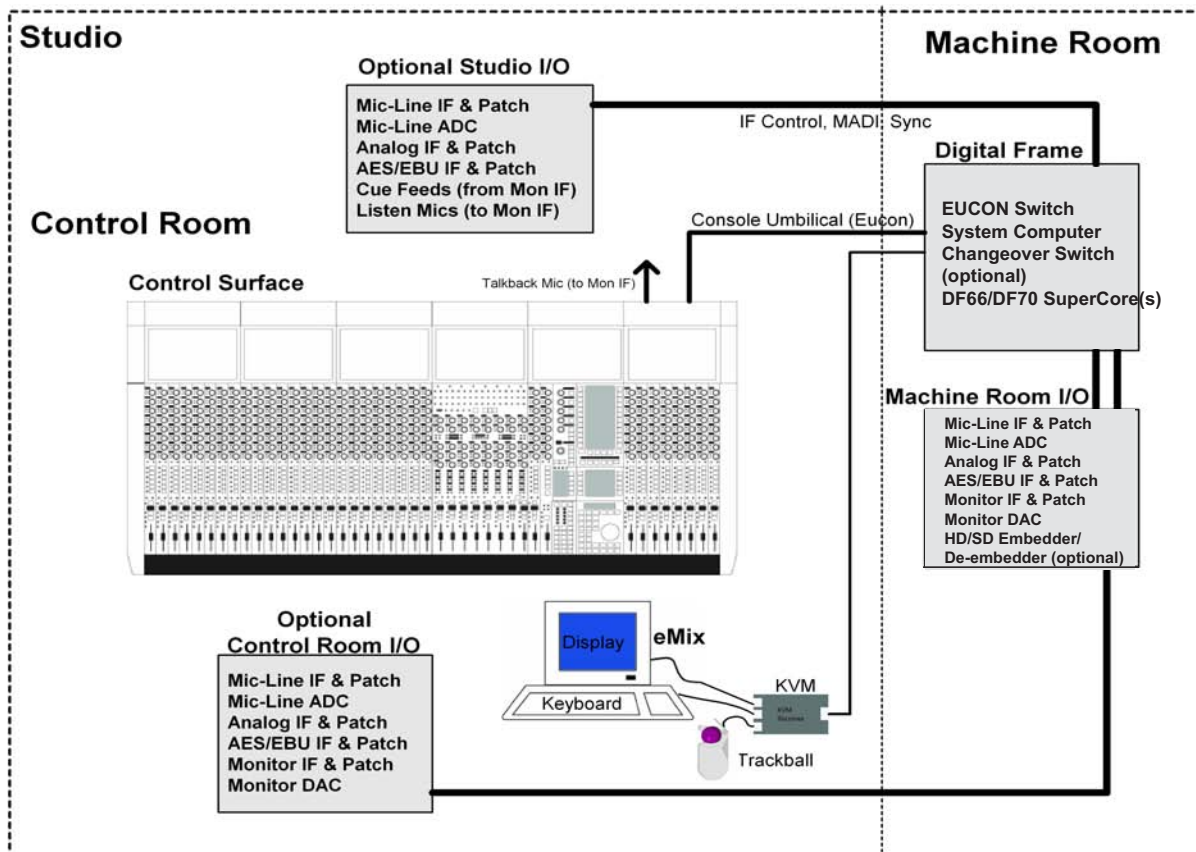 Studio
Machine Room
Optional Studio I/O
Mic-Line IF & Patch
Mic-Line ADC
Analog IF & Patch
AES/EBU IF & Patch
Cue Feeds (from Mon IF)
Listen Mics (to Mon IF)
IF Control, MADI, Sync
Digital Frame
EUCON Switch
System Computer
Changeover Switch
(optional)
DF66/DF70 SuperCore(s)
Control Room
Console Umbilical (Eucon)
Control Surface
Talkback Mic (to Mon IF)
Machine Room I/O
Mic-Line IF & Patch
Mic-Line ADC
Analog IF & Patch
AES/EBU IF & Patch
Monitor IF & Patch
Monitor DAC
HD/SD Embedder/
De-embedder (optional)
Optional
Control Room I/O
Mic-Line IF & Patch
Mic-Line ADC
Analog IF & Patch
AES/EBU IF & Patch
Monitor IF & Patch
Monitor DAC
Display
eMix
Keyboard
KVM
KVM
Trackball